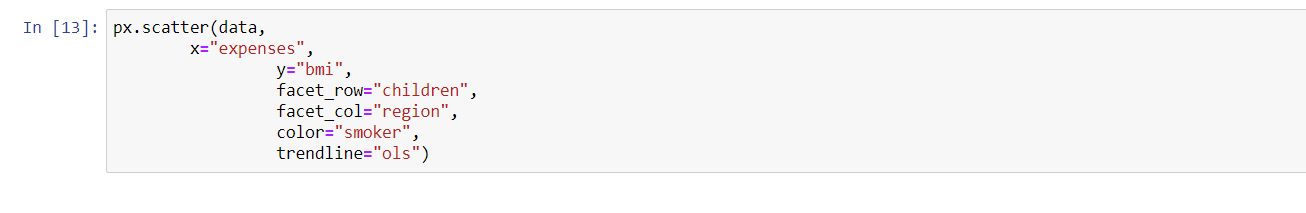 In [13]: px.scatter(data,
x="expenses",
y="bmi",
facet_row="children",
facet_col="region",
color="smoker",
trendline="ols")